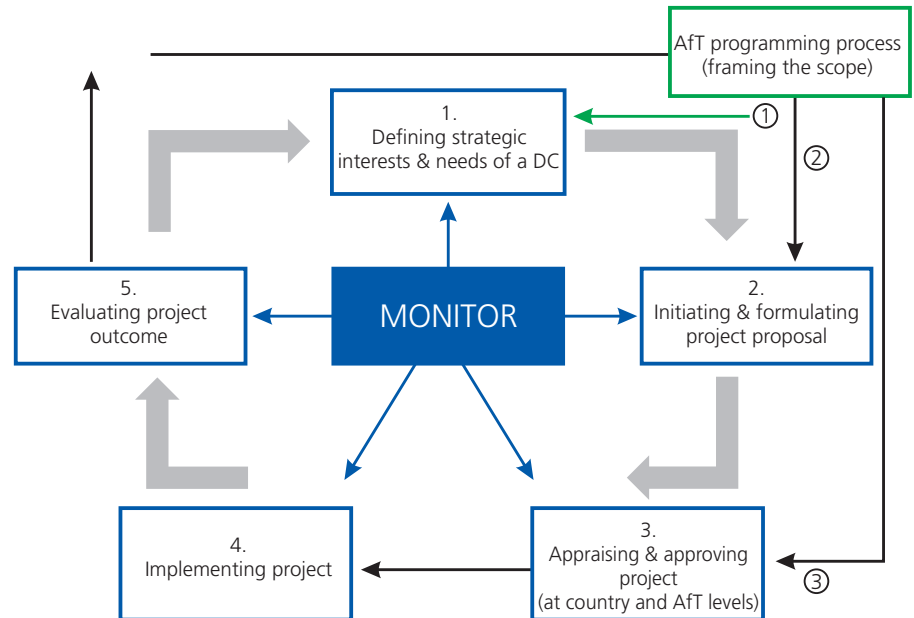 AfT programming process
(framing the scope)
1.
Defining strategic
interests & needs of a DC
①
②
5.
Evaluating project
outcome
MONITOR
2.
Initiating & formulating
project proposal
4.
Implementing project
3.
Appraising & approving
project
(at country and AfT levels)
③